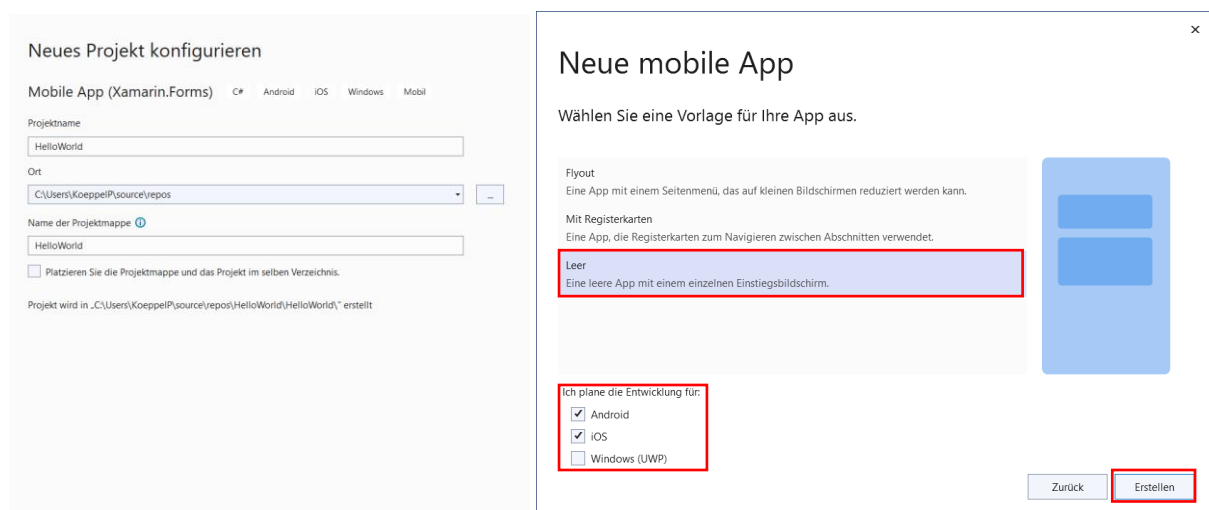 Neues Projekt konfigurieren
Mobile App (Xamarin.Forms) C# Android iOS Windows Mobil
Projektname
HelloWorld
Ort
C:\Users\KoeppelP\source\repos
...
Name der Projektmappe
HelloWorld
Platzieren Sie die Projektmappe und das Projekt im selben Verzeichnis.
Projekt wird in „C:\Users\KoeppelP\source\repos\HelloWorld\HelloWorld\" erstellt
Neue mobile App
Wählen Sie eine Vorlage für Ihre App aus.
Flyout
Eine App mit einem Seitenmenü, das auf kleinen Bildschirmen reduziert werden kann.
Mit Registerkarten
Eine App, die Registerkarten zum Navigieren zwischen Abschnitten verwendet.
Leer
Eine leere App mit einem einzelnen Einstiegsbildschirm.
Ich plane die Entwicklung für:
Android
iOS
Windows (UWP)
Zurück Erstellen